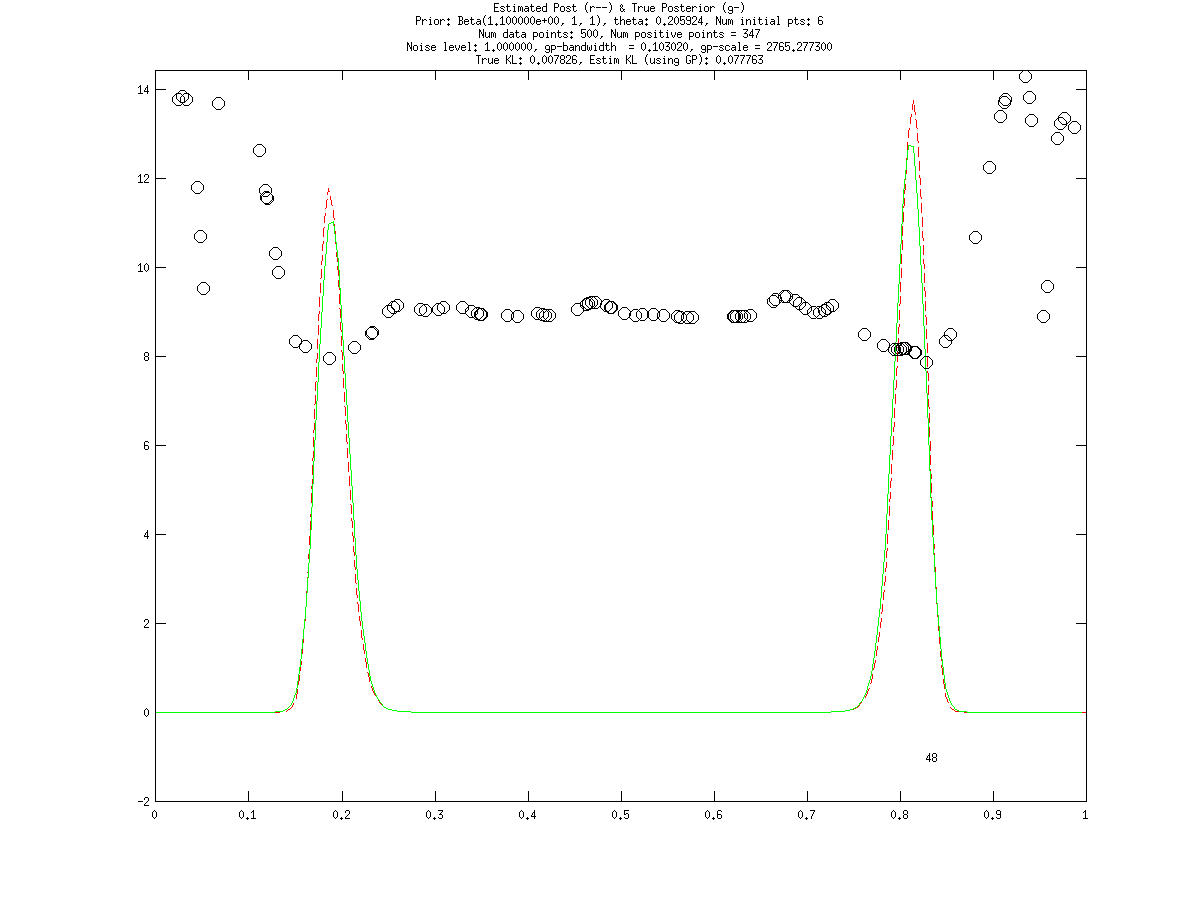 Estimated Post (r--) & True Posterior (g-)
Prior: Beta(1.100000e+00, 1, 1), theta: 0.205924, Num initial pts: 6
Num data points: 500, Num positive points = 347
Noise level: 1.000000, gp-bandwidth  = 0.103020, gp-scale = 2765.277300
True KL: 0.007826, Estim KL (using GP): 0.077763
14
12
10
8
6
4
2
0
-2
48
0 0.1 0.2 0.3 0.4 0.5 0.6 0.7 0.8 0.9 1